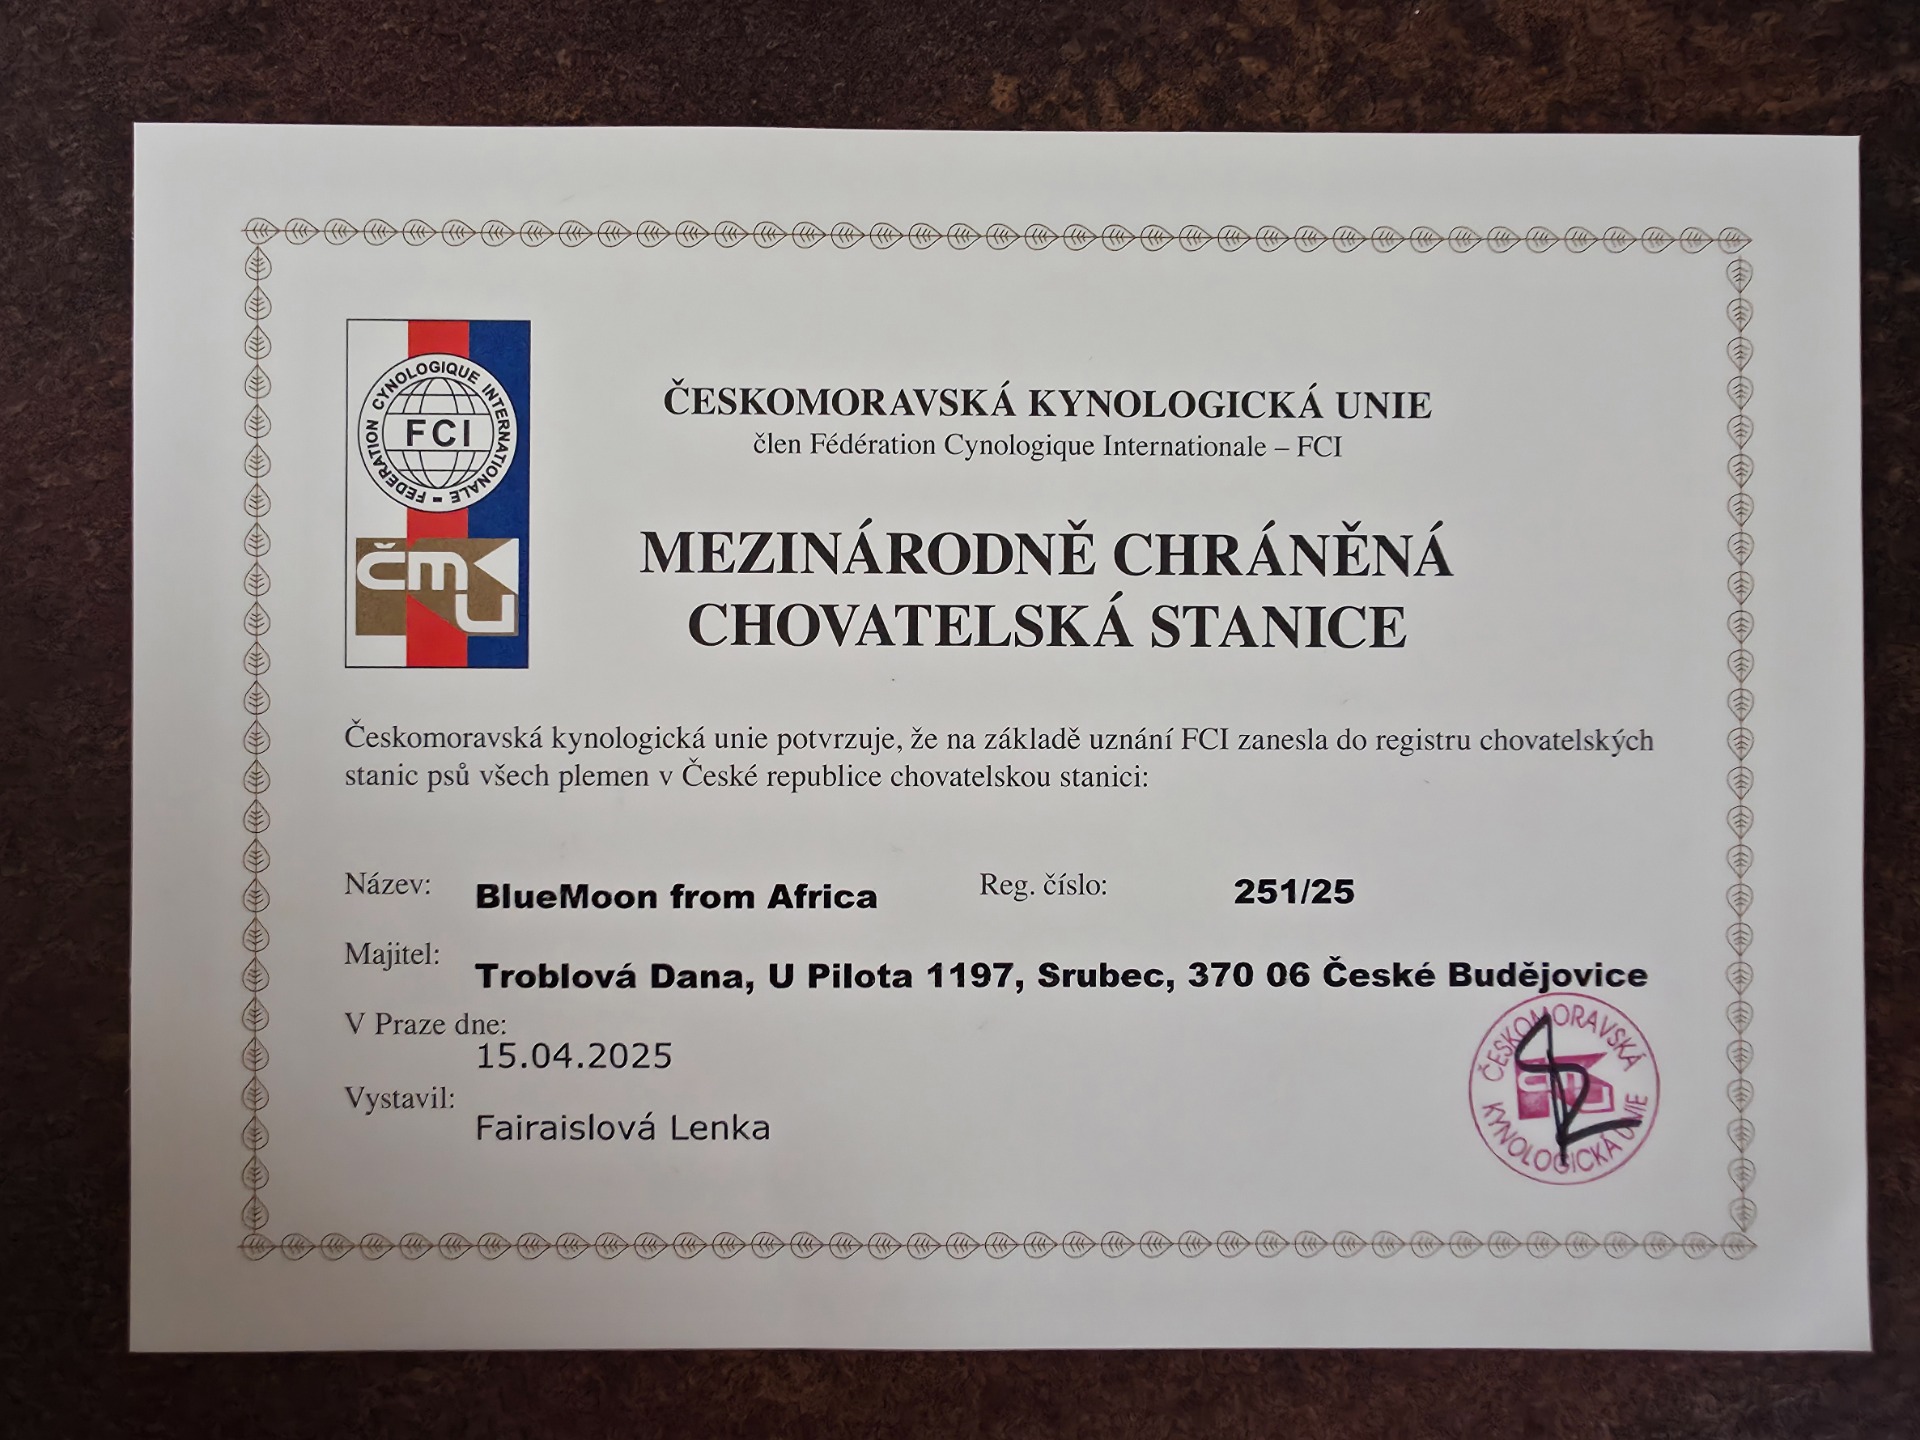 FEDERATION CYNOLOGIQUE INTERNATIONALE –
FCI
ČMKU
ČESKOMORAVSKÁ KYNOLOGICKÁ UNIE
člen Fédération Cynologique Internationale – FCI
MEZINÁRODNĚ CHRÁNĚNÁ
CHOVATELSKÁ STANICE
Českomoravská kynologická unie potvrzuje, že na základě uznání FCI zanesla do registru chovatelských
stanic psů všech plemen v České republice chovatelskou stanici:
Název: BlueMoon from Africa Reg. číslo: 251/25
Majitel: Troblová Dana, U Pilota 1197, Srubec, 370 06 České Budějovice
V Praze dne:
15.04.2025
Vystavil:
Fairaislová Lenka
ČESKOMORAVSKÁ
KYNOLOGICKÁ UNIE